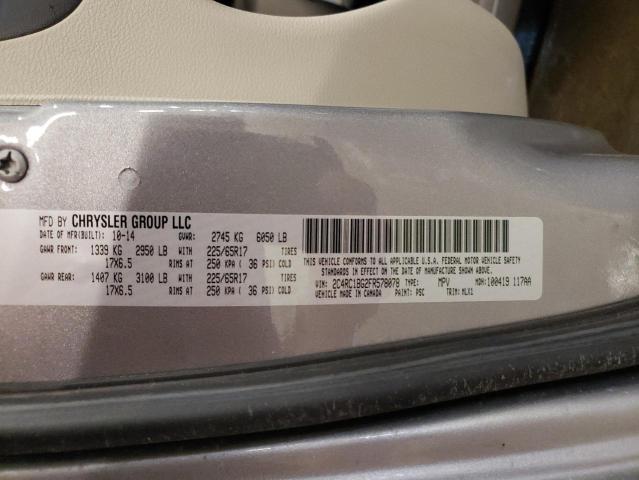 MFD BY CHRYSLER GROUP LLC
DATE OF MFR(BUILT): 10-14 GVWR: 2745 KG 6050 LB
GAWR FRONT: 1339 KG 2950 LB WITH 225/65R17 TIRES
17X6.5 RIMS AT 250 KPA ( 36 PSI) COLD
GAWR REAR: 1407 KG 3100 LB WITH 225/65R17 TIRES
17X6.5 RIMS AT 250 KPA ( 36 PSI) COLD
THIS VEHICLE CONFORMS TO ALL APPLICABLE U.S.A. FEDERAL MOTOR VEHICLE SAFETY
STANDARDS IN EFFECT ON THE DATE OF MANUFACTURE SHOWN ABOVE.
VIN: 2C4RC1BG2FR578078 TYPE: MPV MDH:100419 117AA
VEHICLE MADE IN CANADA PAINT: PSC TRIM: MLX1